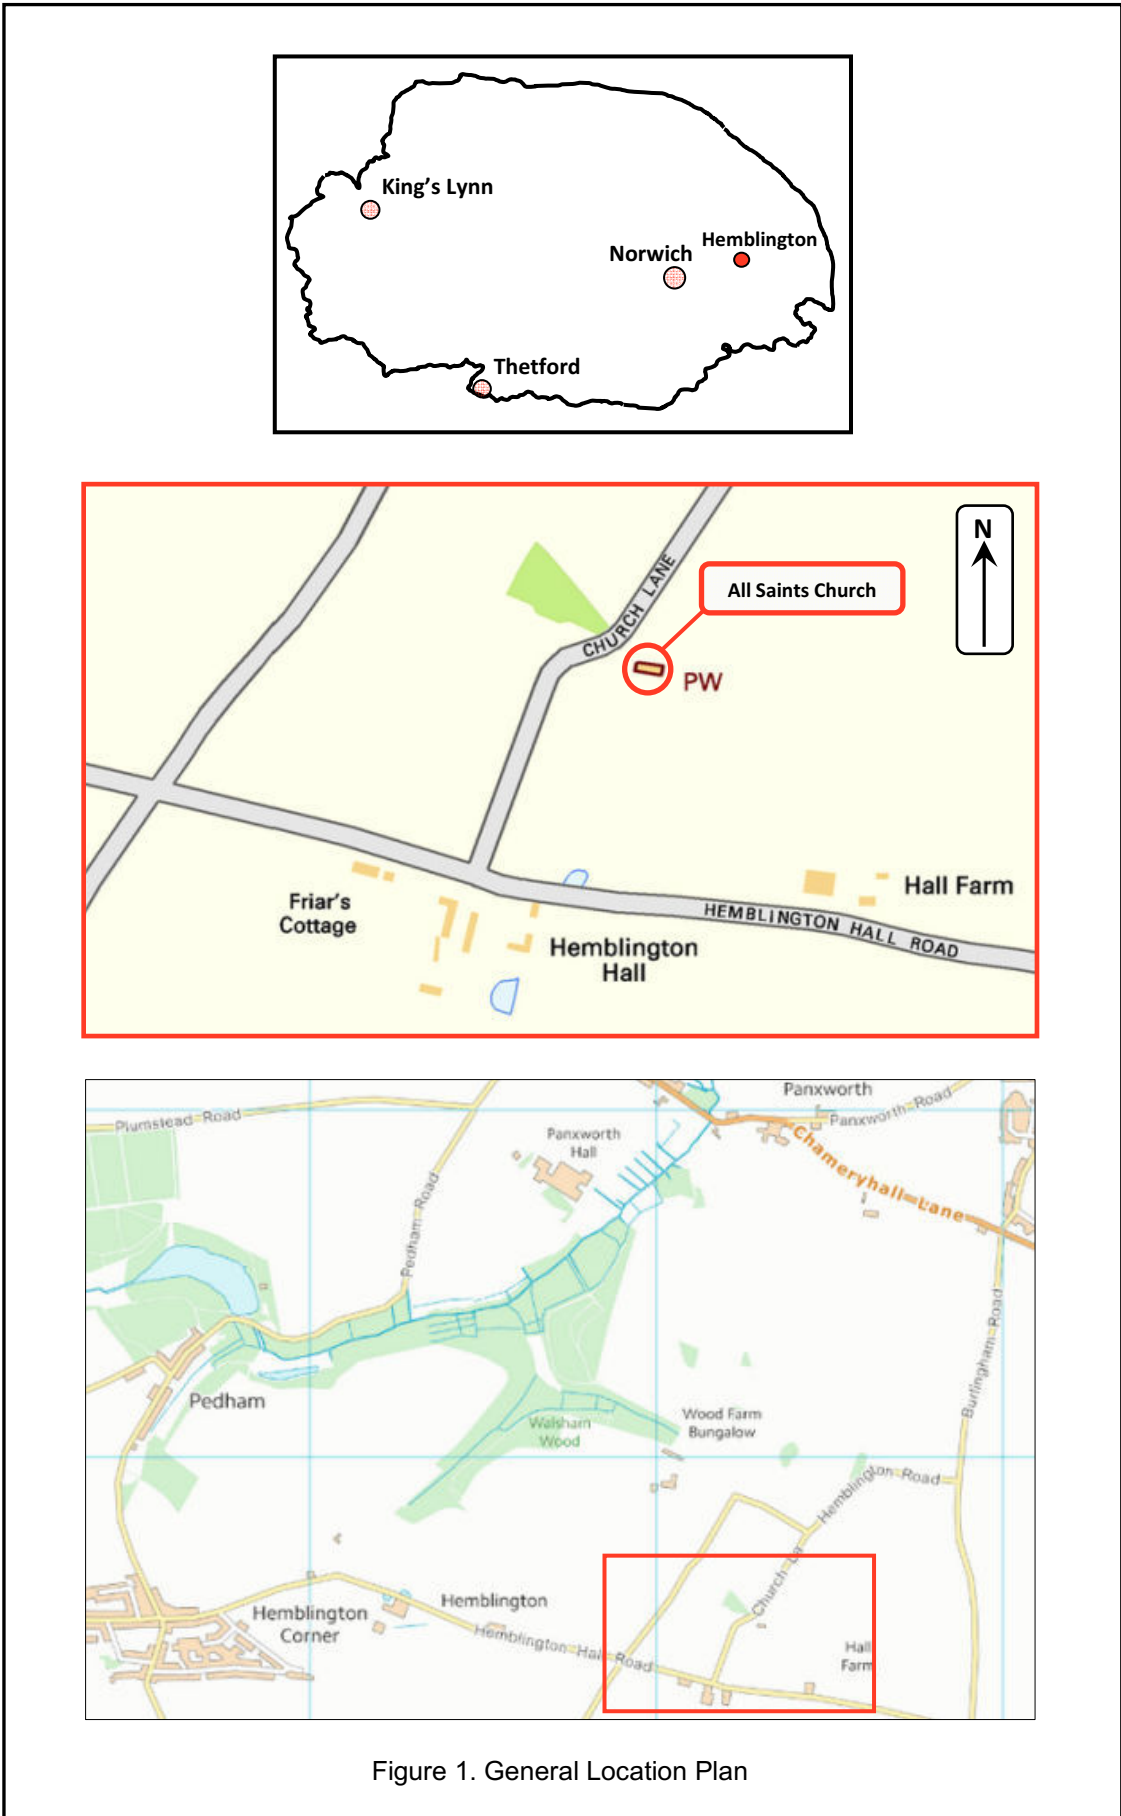 King's Lynn
Hemblington
Norwich
Thetford
N
All Saints Church
CHURCH LANE
PW
Hall Farm
Friar's
Cottage
HEMBLINGTON HALL ROAD
Hemblington
Hall
Panxworth
Plumstead Road
Panxworth Road
Panxworth
Hall
Chameryhall Lane
Pedham Road
Burlingham Road
Pedham
Walsham
Wood
Wood Farm
Bungalow
Hemblington Road
Church La
Hemblington
Hemblington
Corner
Hemblington Hall Road
Hall
Farm
Figure 1. General Location Plan